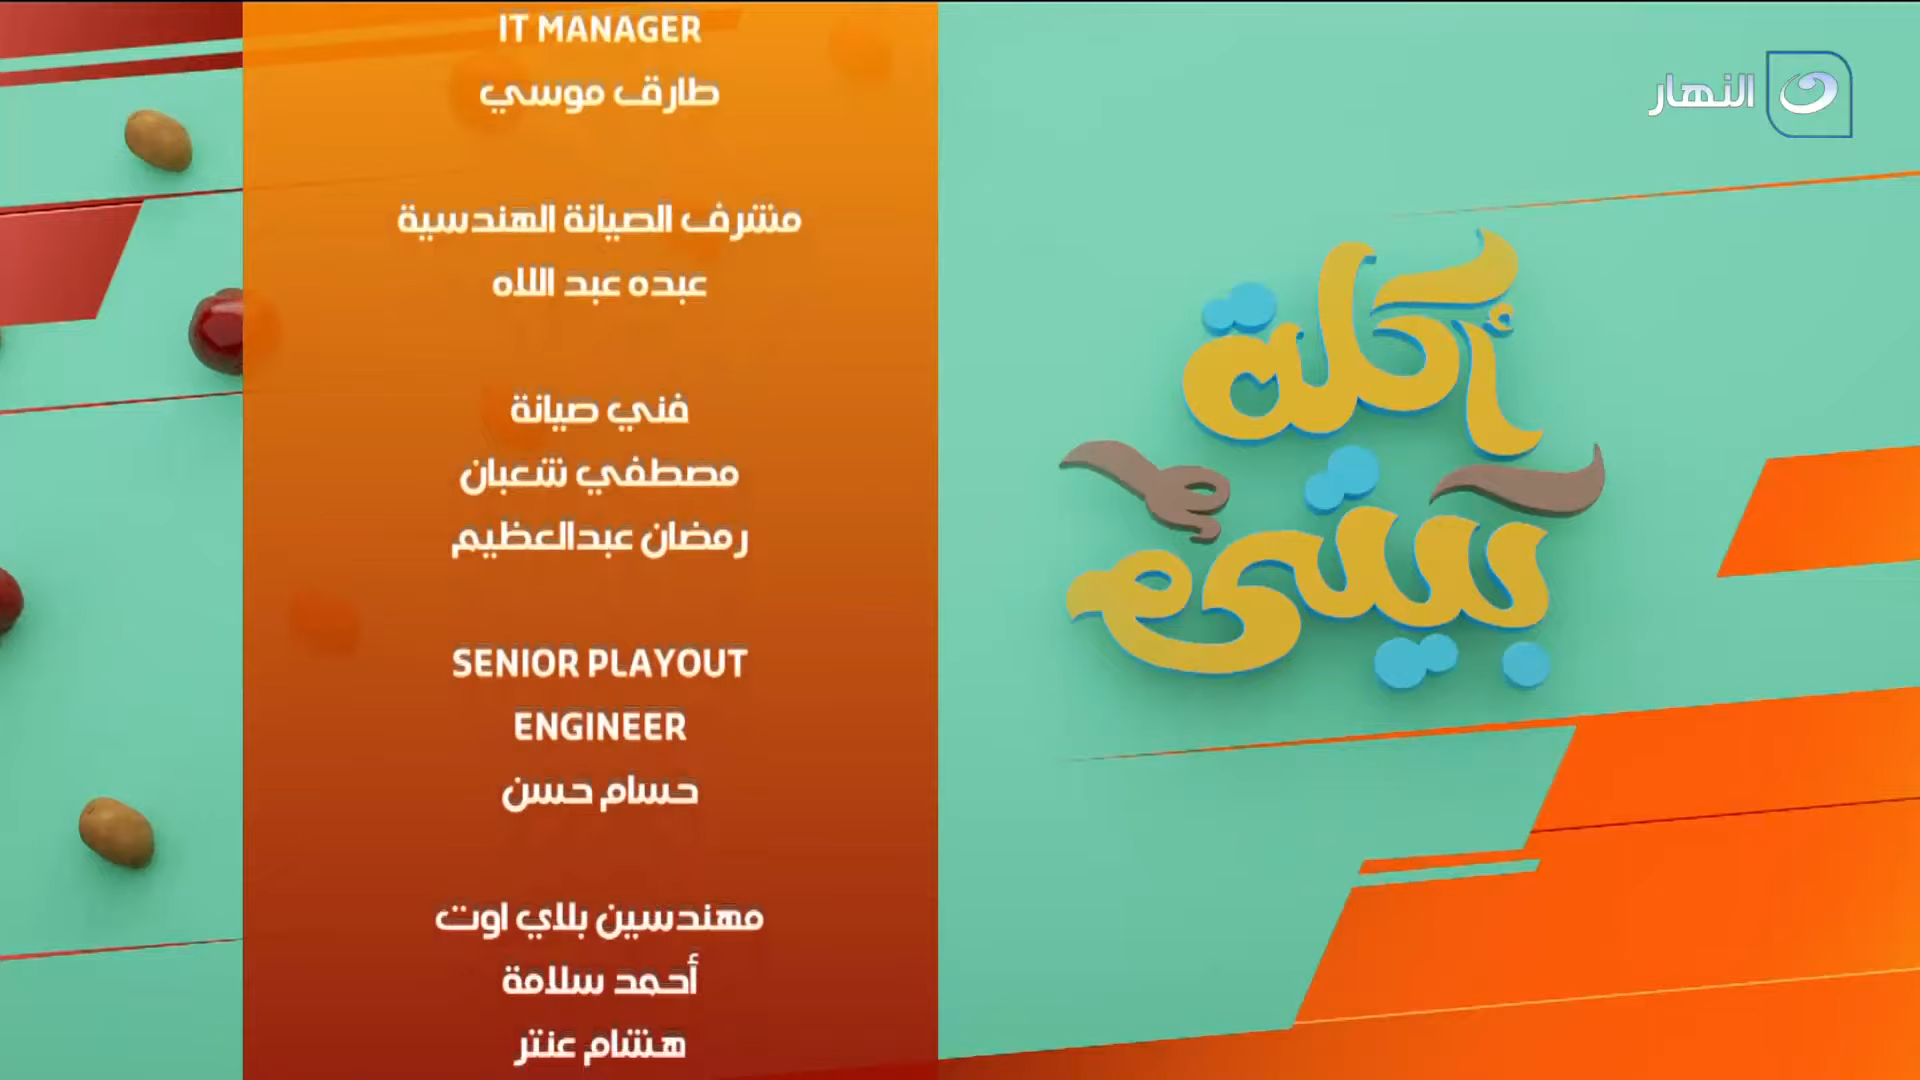 IT MANAGER
طارق موسي
مشرف الصيانة الهندسية
عبده عبد اللاه
فني صيانة
مصطفي شعبان
رمضان عبدالعظيم
SENIOR PLAYOUT
ENGINEER
حسام حسن
مهندسين بلاي اوت
أحمد سلامة
هشام عنتر
النهار
أكلة
بيتي